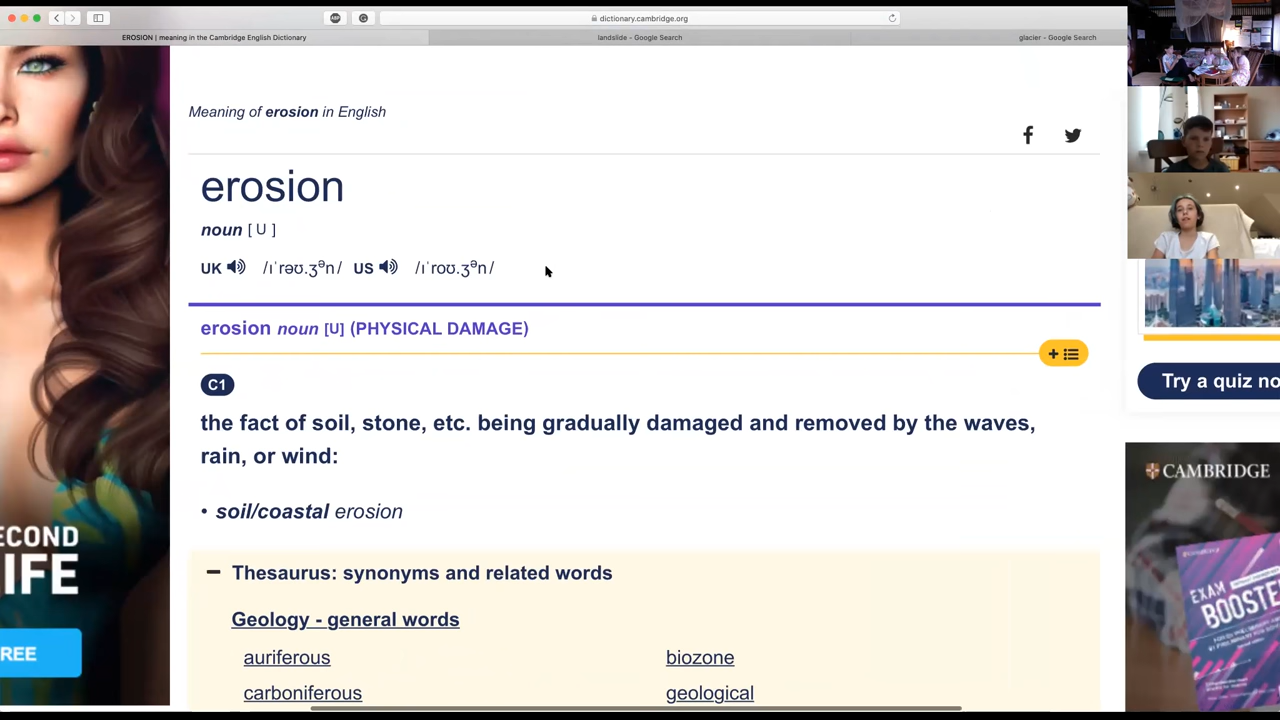 dictionary.cambridge.org
EROSION | meaning in the Cambridge English Dictionary
landslide - Google Search
glacier - Google Search
Meaning of erosion in English
erosion
noun [ U ]
UK /ɪˈrəʊ.ʒᵊn/ US /ɪˈroʊ.ʒᵊn/
erosion noun [U] (PHYSICAL DAMAGE)
C1
the fact of soil, stone, etc. being gradually damaged and removed by the waves,
rain, or wind:
• soil/coastal erosion
Thesaurus: synonyms and related words
Geology - general words
auriferous
biozone
carboniferous
geological
ECOND
IFE
REE
Try a quiz no
CAMBRIDGE
EXAM
BOOSTE